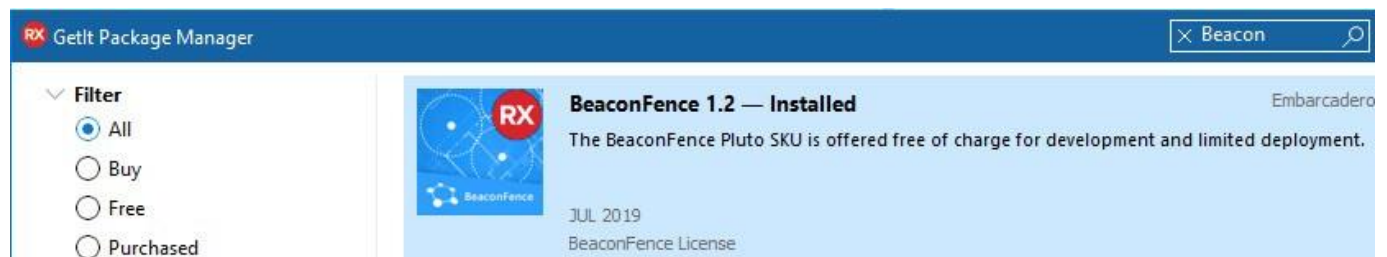 RX GetIt Package Manager
Beacon
Filter
All
Buy
Free
Purchased
RX
BeaconFence
BeaconFence 1.2 — Installed
Embarcadero
The BeaconFence Pluto SKU is offered free of charge for development and limited deployment.
JUL 2019
BeaconFence License